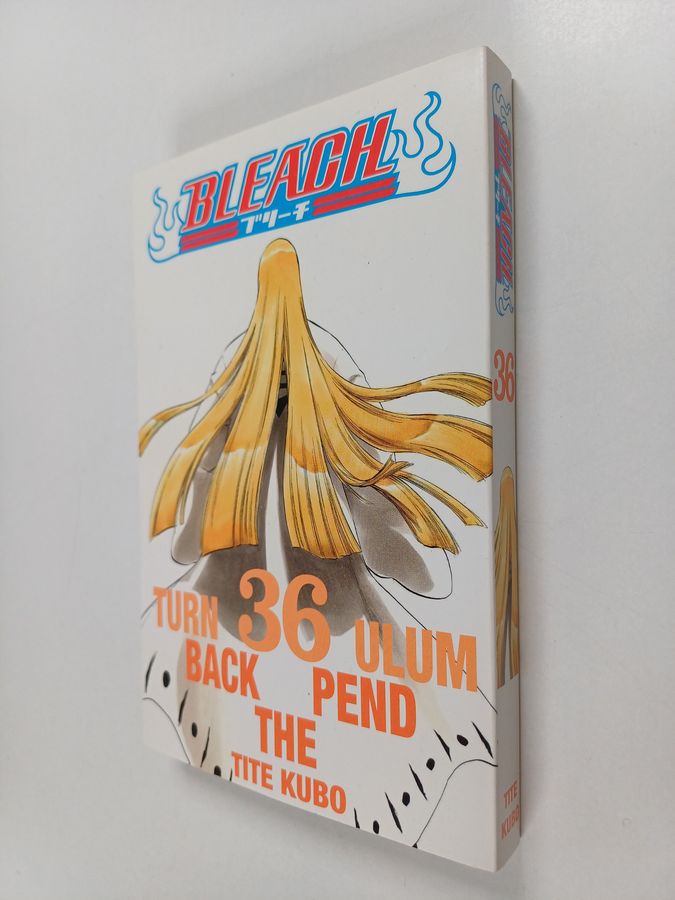 BLEACH
ブリーチ
TURN 36 ULUM
BACK PEND
THE
TITE KUBO
BLEACH
36
TITE
KUBO